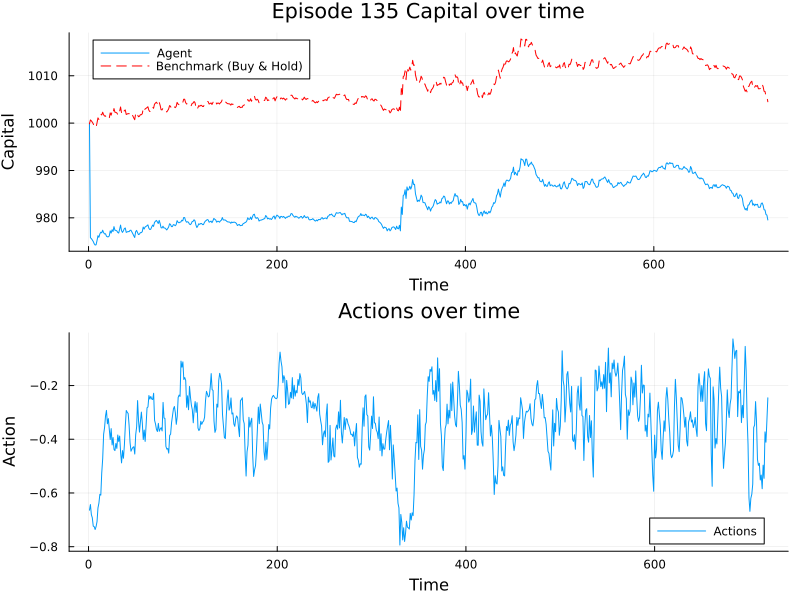 Episode 135 Capital over time
Agent
Benchmark (Buy & Hold)
1010
1000
990
980
Capital
0 200 400 600
Time
Actions over time
−0.2
−0.4
−0.6
−0.8
Action
Actions
0 200 400 600
Time